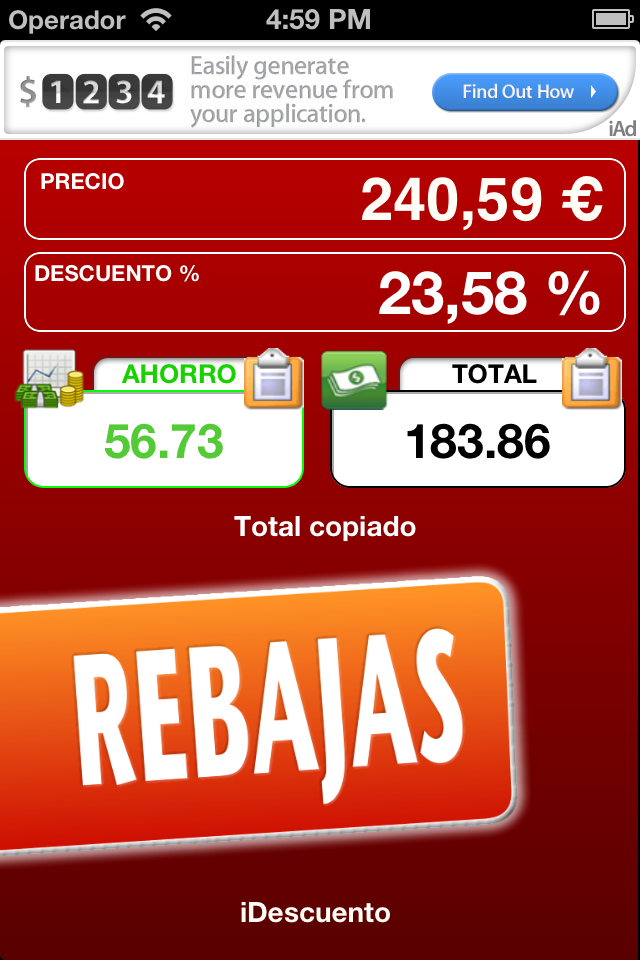 Operador 4:59 PM
$ 1234
Easily generate
more revenue from
your application.
Find Out How
iAd
PRECIO
240,59 €
DESCUENTO %
23,58 %
AHORRO
56.73
TOTAL
183.86
Total copiado
REBAJAS
iDescuento